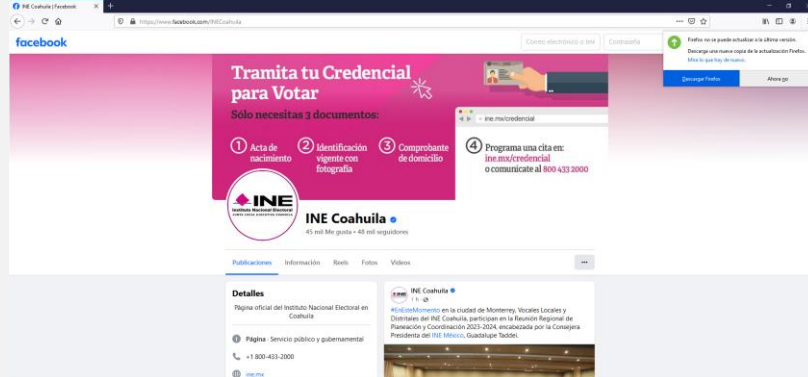 INE Coahuila | Facebook
https://www.facebook.com/INECoahuila
facebook
Correo electrónico o tel
Contraseña
Firefox no se puede actualizar a la última versión.
Descarga una nueva copia de la actualización Firefox.
Mira lo que hay de nuevo.
Descargar Firefox
Ahora no
Tramita tu Credencial
para Votar
Sólo necesitas 3 documentos:
1 Acta de
nacimiento
2 Identificación
vigente con
fotografía
3 Comprobante
de domicilio
ine.mx/credencial
4 Programa una cita en:
ine.mx/credencial
o comunícate al 800 433 2000
INE
Instituto Nacional Electoral
INE Coahuila
45 mil Me gusta • 48 mil seguidores
Publicaciones Información Reels Fotos Videos
Detalles
Página oficial del Instituto Nacional Electoral en
Coahuila
Página · Servicio público y gubernamental
+1 800-433-2000
ine.mx
INE
INE Coahuila
1 h
#EnEsteMomento en la ciudad de Monterrey, Vocales Locales y
Distritales del INE Coahuila, participan en la Reunión Regional de
Planeación y Coordinación 2023-2024, encabezada por la Consejera
Presidenta del INE México, Guadalupe Taddei.